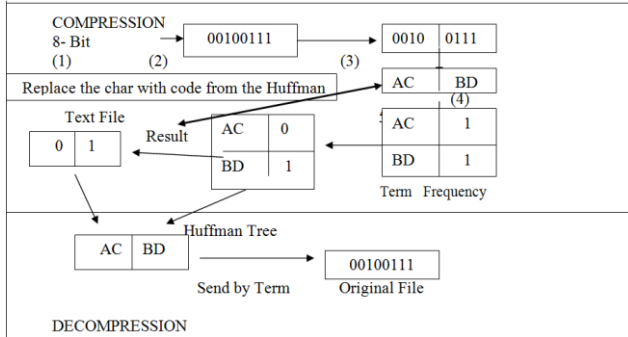 COMPRESSION
8- Bit
00100111
0010 0111
(1) (2) (3)
Replace the char with code from the Huffman
AC BD
(4)
Text File
0 1
Result
AC 0
BD 1
AC 1
BD 1
Term Frequency
Huffman Tree
AC BD
00100111
Send by Term
Original File
DECOMPRESSION